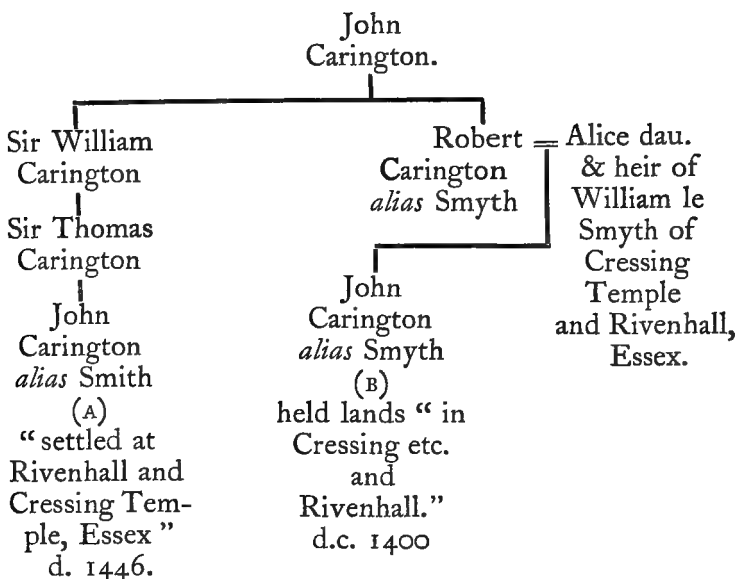 John
Carington.
Sir William
Carington
Sir Thomas
Carington
John
Carington
alias Smith
(A)
“ settled at
Rivenhall and
Cressing Tem-
ple, Essex ”
d. 1446.
Robert
Carington
alias Smyth
=
Alice dau.
& heir of
William le
Smyth of
Cressing
Temple
and Rivenhall,
Essex.
John
Carington
alias Smyth
(B)
held lands “ in
Cressing etc.
and
Rivenhall.”
d.c. 1400